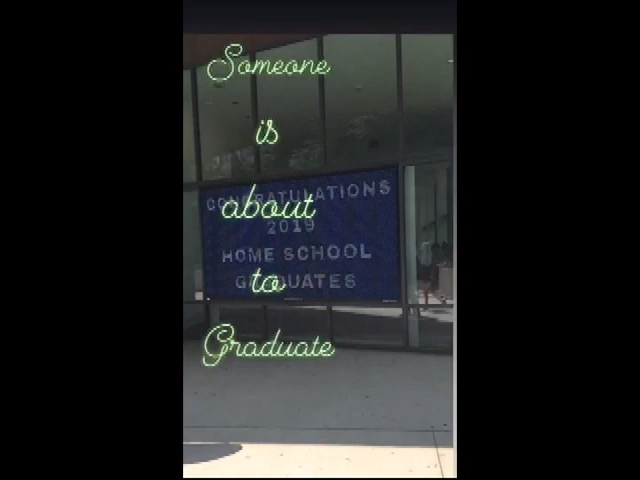 Someone
is
CONGRATULATIONS
about
2019
HOME SCHOOL
GRADUATES
to
Graduate